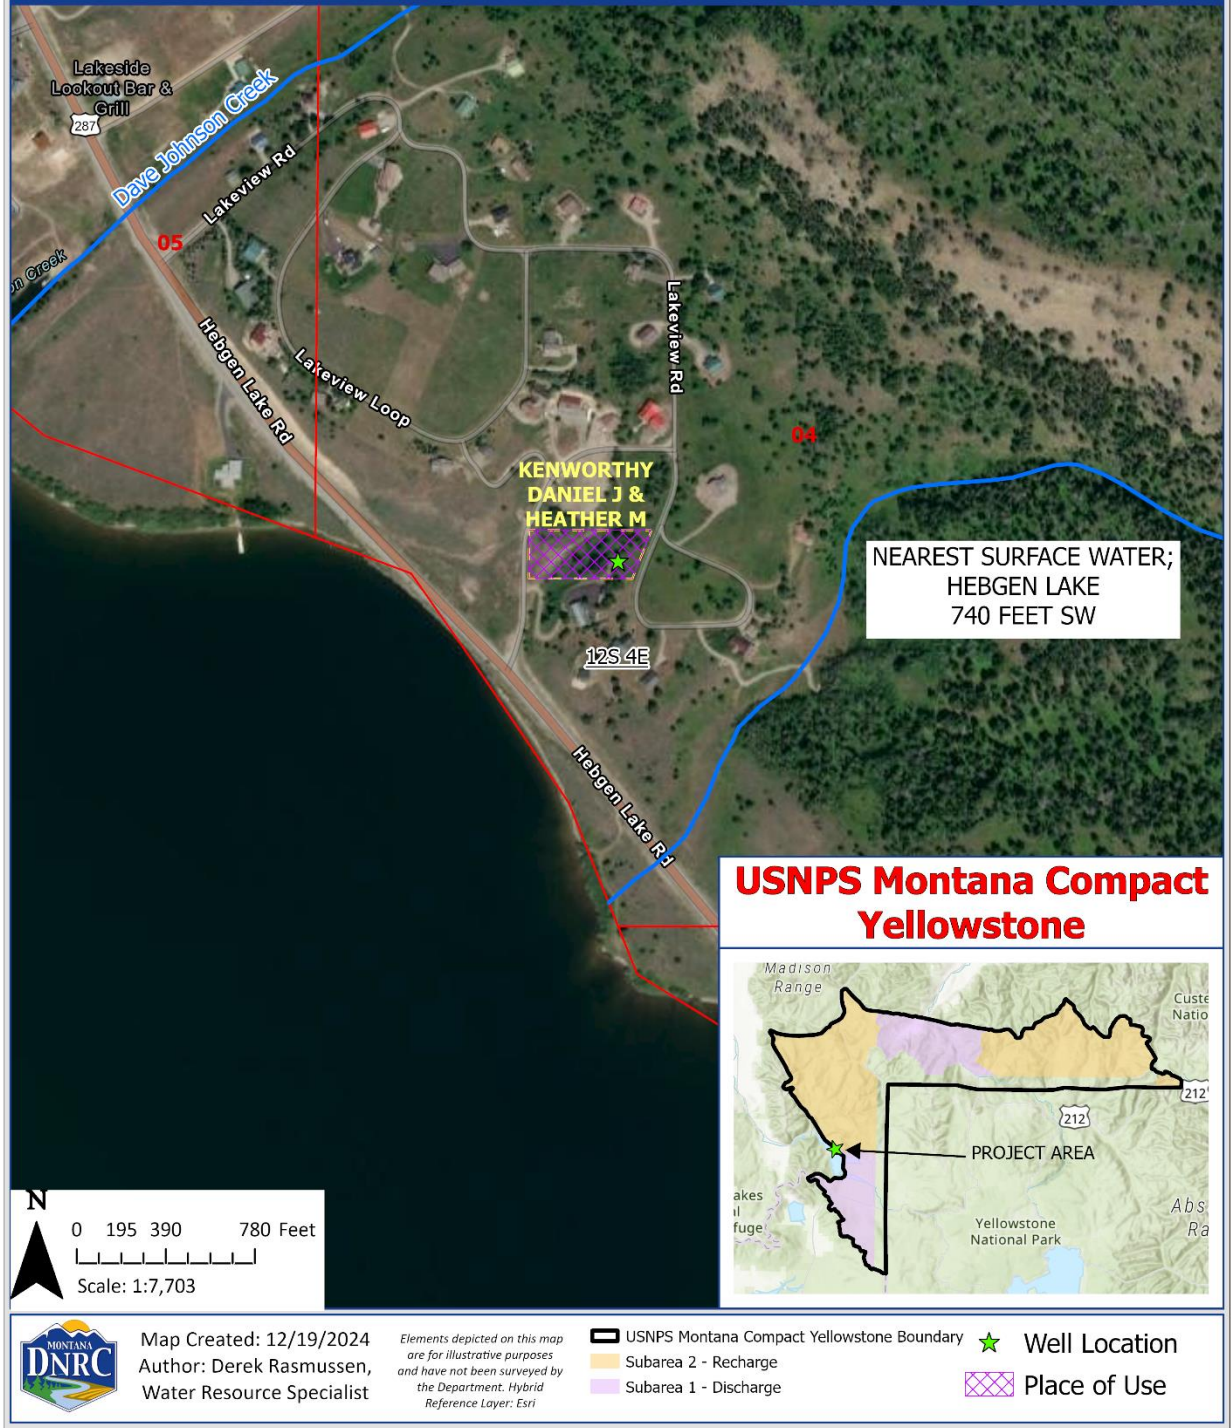 Lakeside
Lookout Bar &
Grill
287
Dave Johnson Creek
Lakeview Rd
05
on Creek
Hebgen Lake Rd
Lakeview Loop
Lakeview Rd
04
KENWORTHY
DANIEL J &
HEATHER M
NEAREST SURFACE WATER;
HEBGEN LAKE
740 FEET SW
12S 4E
Hebgen Lake Rd
USNPS Montana Compact
Yellowstone
Madison
Range
Custe
Natio
212
212
PROJECT AREA
akes
al
fuge
Yellowstone
National Park
Abs
Ra
N
0 195 390 780 Feet
Scale: 1:7,703
MONTANA
DNRC
Map Created: 12/19/2024
Author: Derek Rasmussen,
Water Resource Specialist
Elements depicted on this map
are for illustrative purposes
and have not been surveyed by
the Department. Hybrid
Reference Layer: Esri
USNPS Montana Compact Yellowstone Boundary
Subarea 2 - Recharge
Subarea 1 - Discharge
Well Location
Place of Use